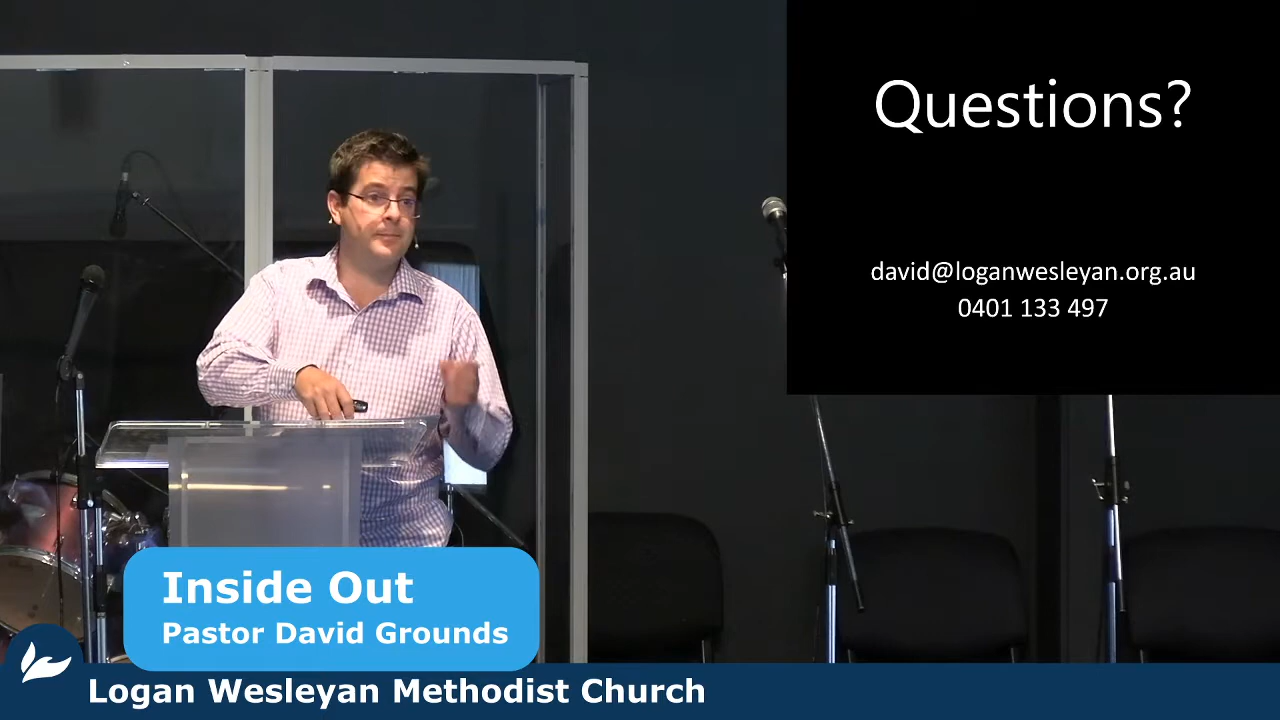 Questions?
david@loganwesleyan.org.au
0401 133 497
Inside Out
Pastor David Grounds
Logan Wesleyan Methodist Church